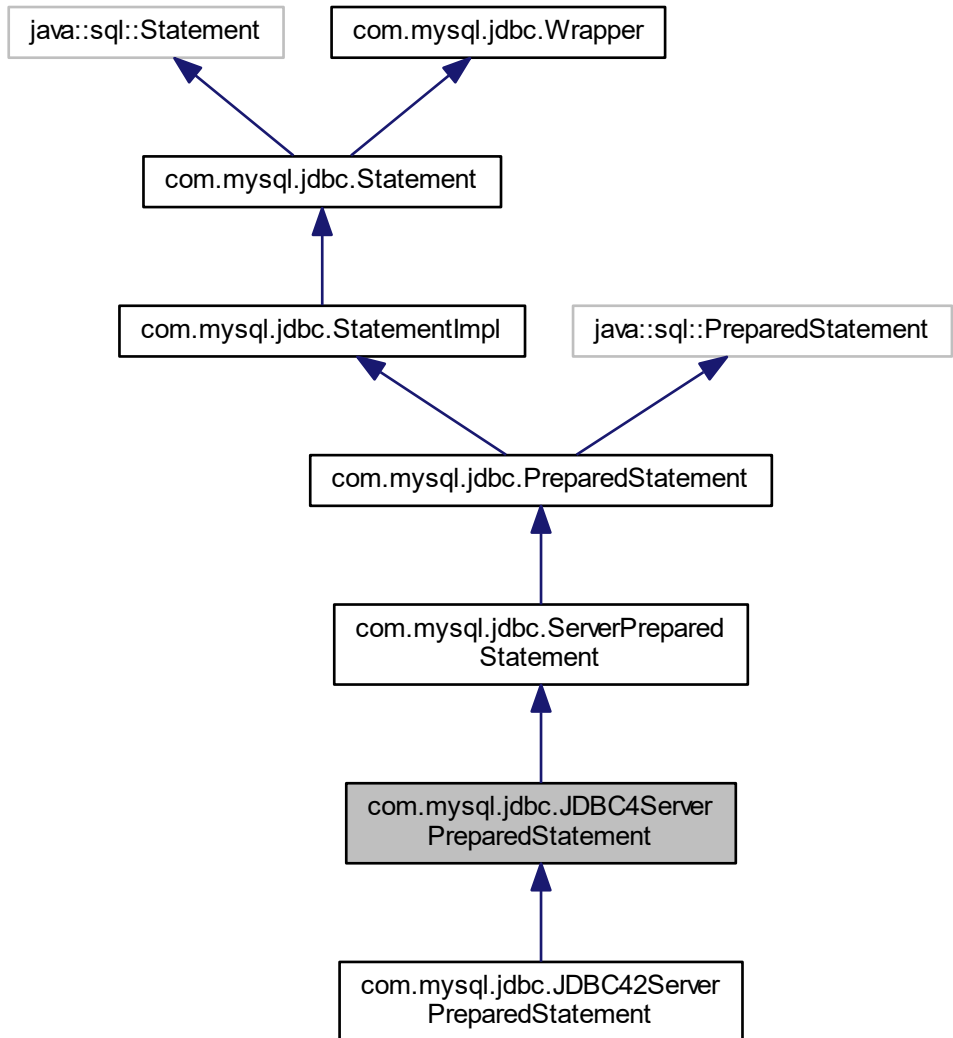 java::sql::Statement
com.mysql.jdbc.Wrapper
com.mysql.jdbc.Statement
com.mysql.jdbc.StatementImpl
java::sql::PreparedStatement
com.mysql.jdbc.PreparedStatement
com.mysql.jdbc.ServerPrepared
Statement
com.mysql.jdbc.JDBC4Server
PreparedStatement
com.mysql.jdbc.JDBC42Server
PreparedStatement